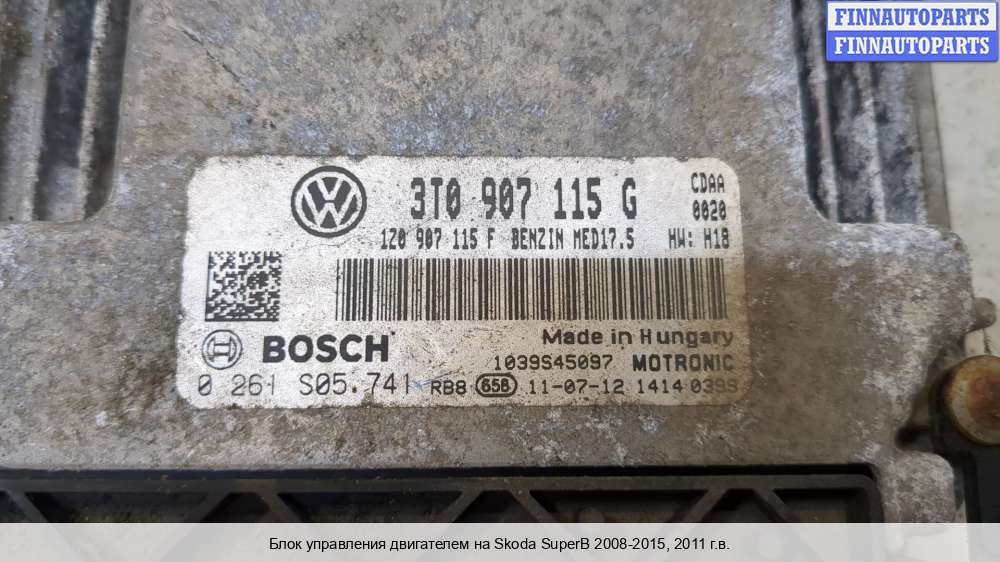 FINNAUTOPARTS
FINNAUTOPARTS
3T0 907 115 G
CDAA
0020
1Z0 907 115 F BENZIN MED17.5 HW: H18
Made in Hungary
BOSCH
1039S45097 MOTRONIC
0 261 S05.741 RB8 658 11-07-12 1414 0399
Блок управления двигателем на Skoda SuperB 2008-2015, 2011 г.в.